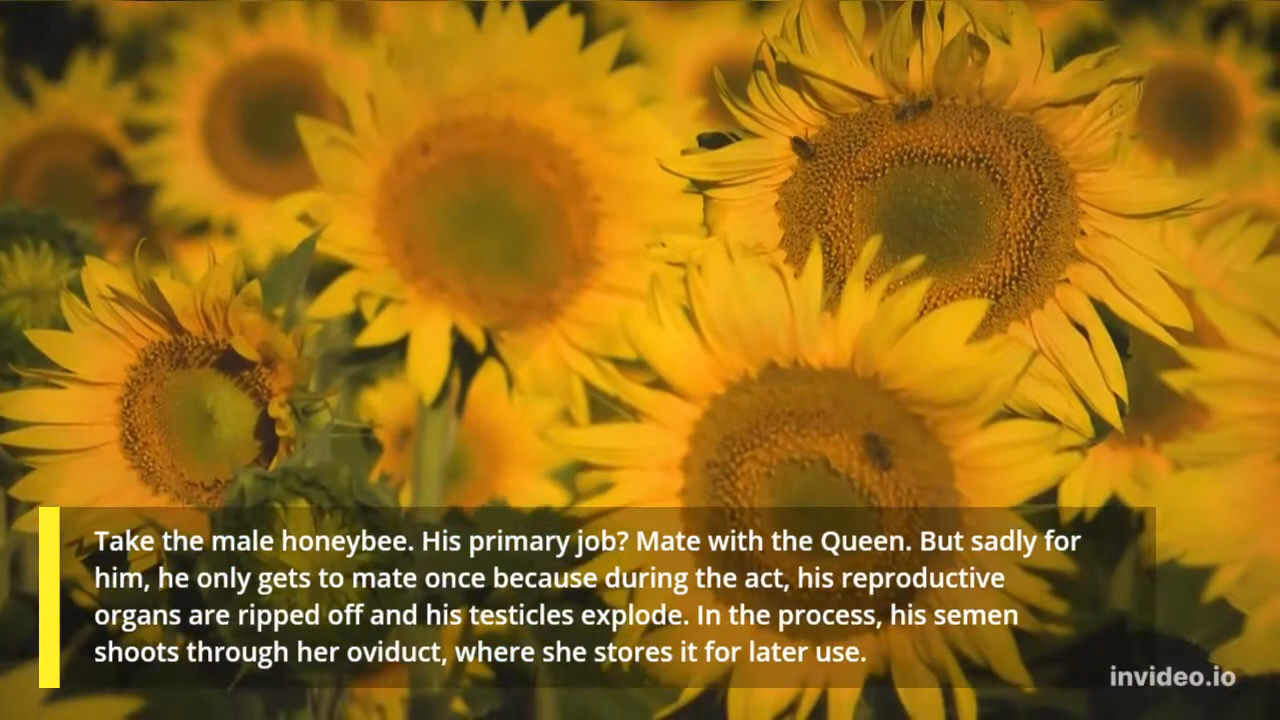 Take the male honeybee. His primary job? Mate with the Queen. But sadly for
him, he only gets to mate once because during the act, his reproductive
organs are ripped off and his testicles explode. In the process, his semen
shoots through her oviduct, where she stores it for later use.
invideo.io